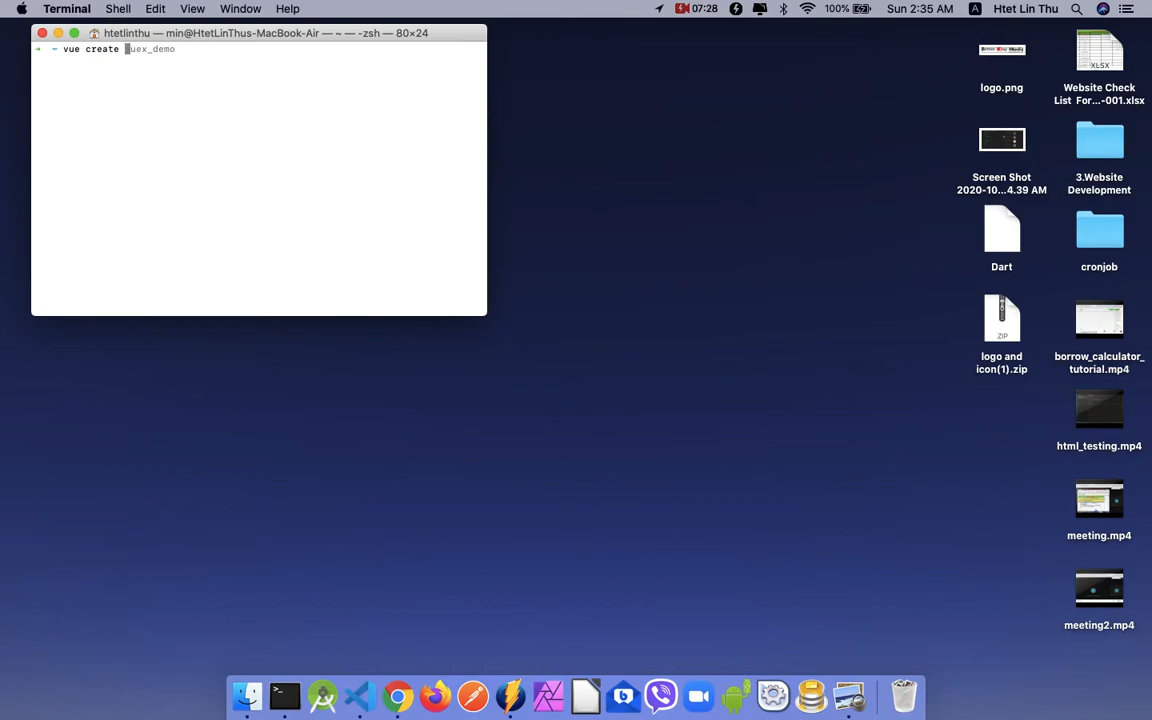 Terminal Shell Edit View Window Help 07:28 100% Sun 2:35 AM A Htet Lin Thu
htetlinthu — min@HtetLinThus-MacBook-Air — ~ — -zsh — 80×24
➜ ~ vue create vuex_demo
logo.png
Website Check
List For...-001.xlsx
XLSX
Screen Shot
2020-10...4.39 AM
3.Website
Development
Dart
cronjob
ZIP
logo and
icon(1).zip
borrow_calculator_
tutorial.mp4
html_testing.mp4
meeting.mp4
meeting2.mp4